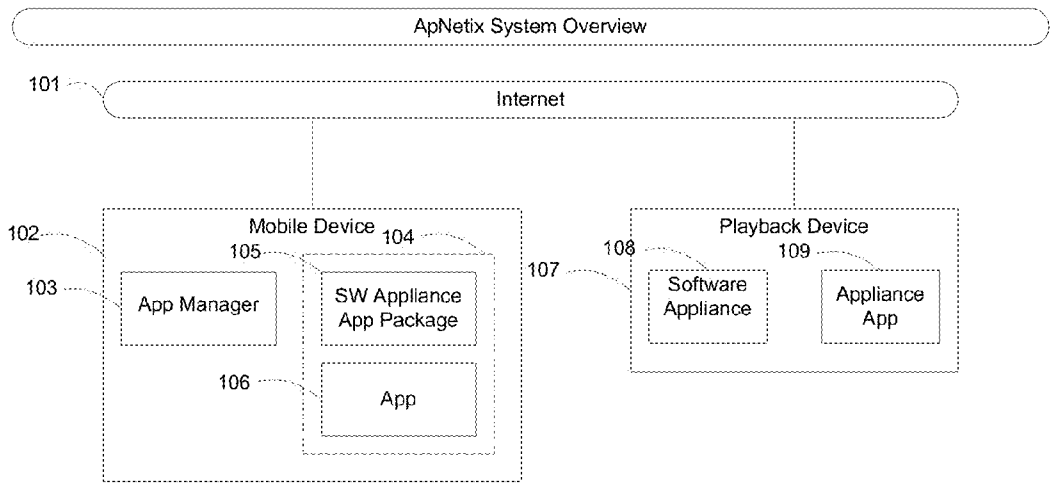 ApNetix System Overview
101
Internet
Mobile Device
Playback Device
102
104
105
108
109
107
103
App Manager
SW Appliance
App Package
Software
Appliance
Appliance
App
106
App